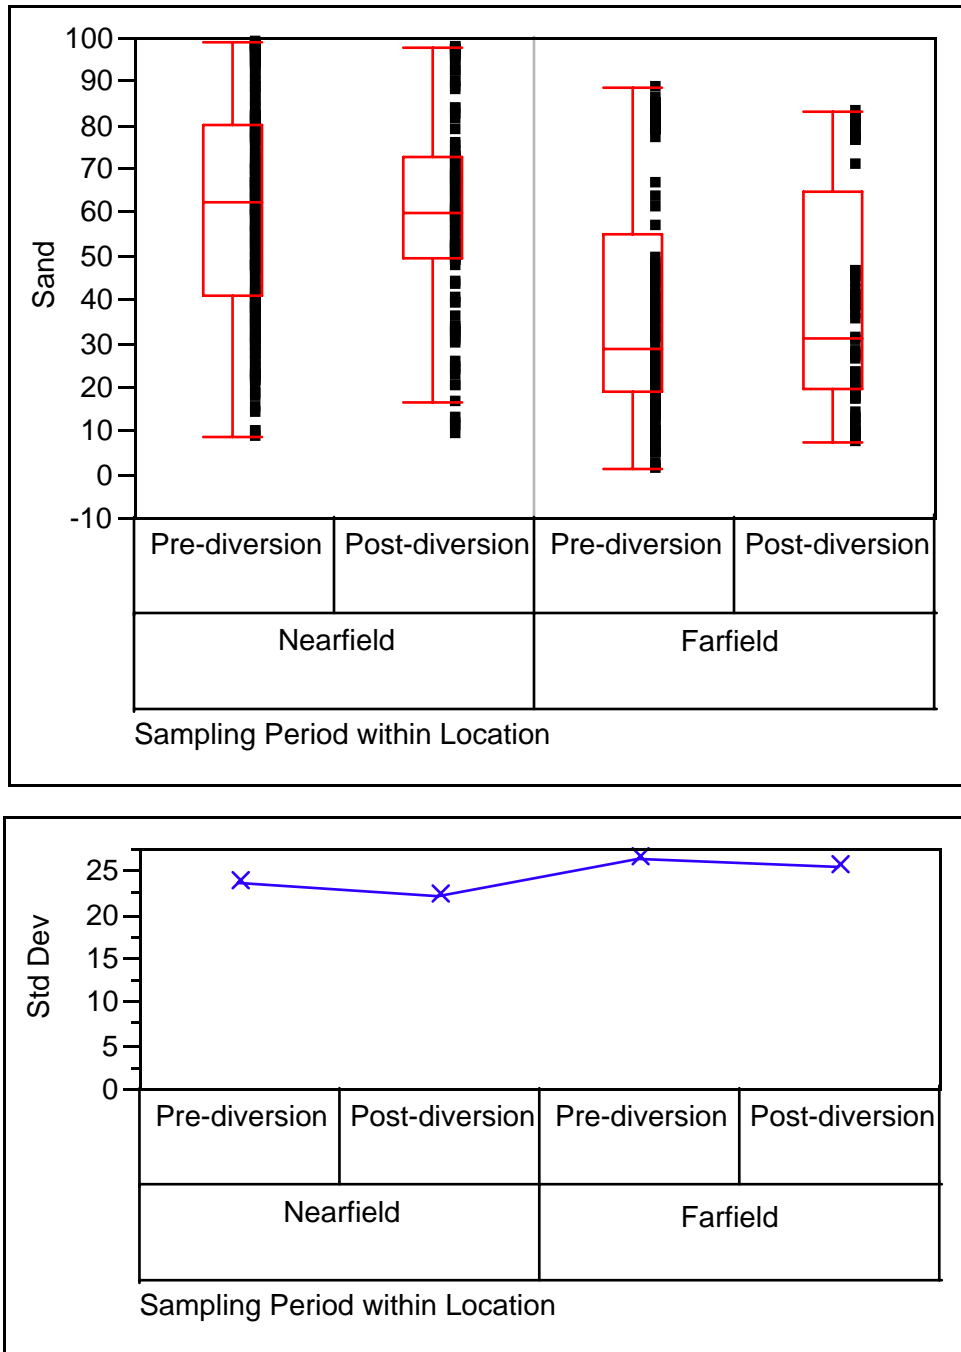 100
90
80
70
60
50
40
30
20
10
0
-10
Sand
Pre-diversion Post-diversion Pre-diversion Post-diversion
Nearfield Farfield
Sampling Period within Location
25
20
15
10
5
0
Std Dev
Pre-diversion Post-diversion Pre-diversion Post-diversion
Nearfield Farfield
Sampling Period within Location